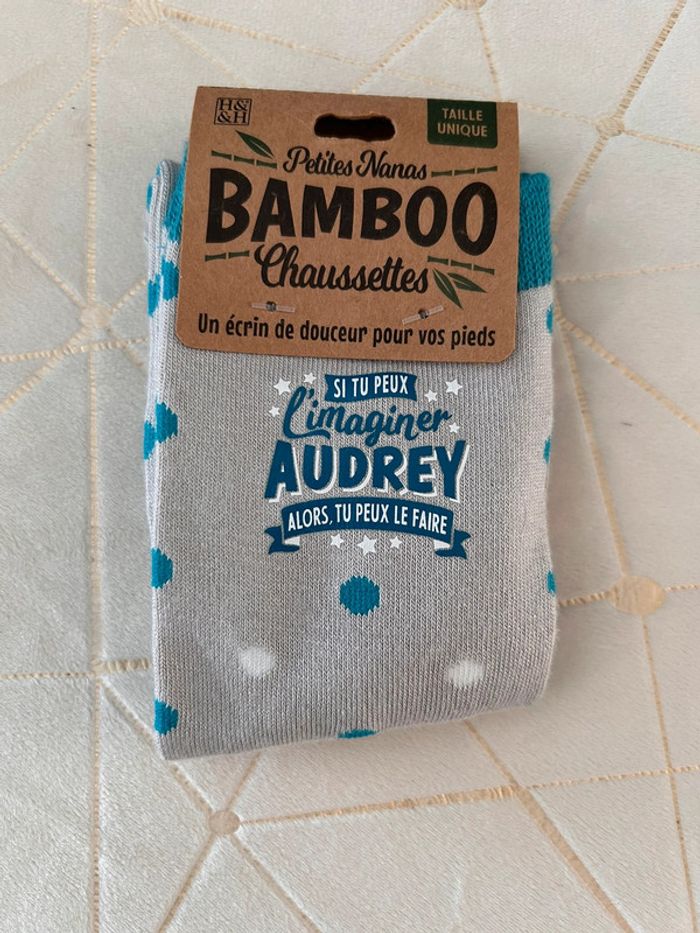 H&
&H
TAILLE
UNIQUE
Petites Nanas
BAMBOO
Chaussettes
Un écrin de douceur pour vos pieds
SI TU PEUX
L'imaginer
AUDREY
ALORS, TU PEUX LE FAIRE